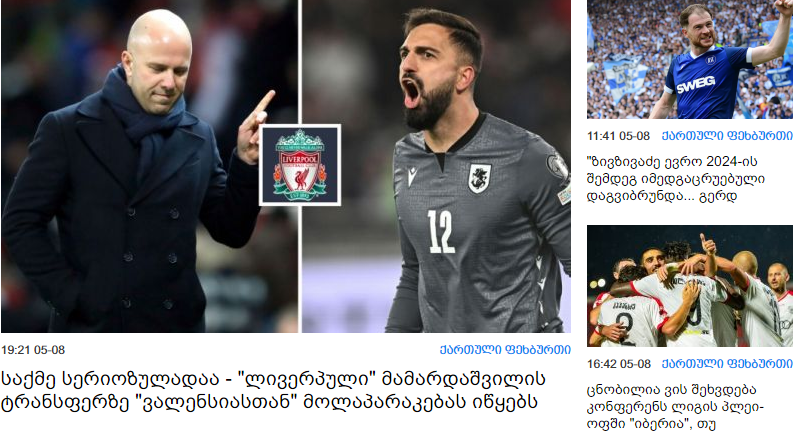 LIVERPOOL
12
19:21 05-08
ქართული ფეხბურთი
საქმე სერიოზულადაა - "ლივერპული" მამარდაშვილის
ტრანსფერზე "ვალენსიასთან" მოლაპარაკებას იწყებს
SWEG
11:41 05-08
ქართული ფეხბურთი
"ზივზივაძე ევრო 2024-ის
შემდეგ იმედგაცრუებული
დაგვიბრუნდა... გერდ
2
16:42 05-08
ქართული ფეხბურთი
ცნობილია ვის შეხვდება
კონფერენს ლიგის პლეი-
ოფში "იბერია", თუ